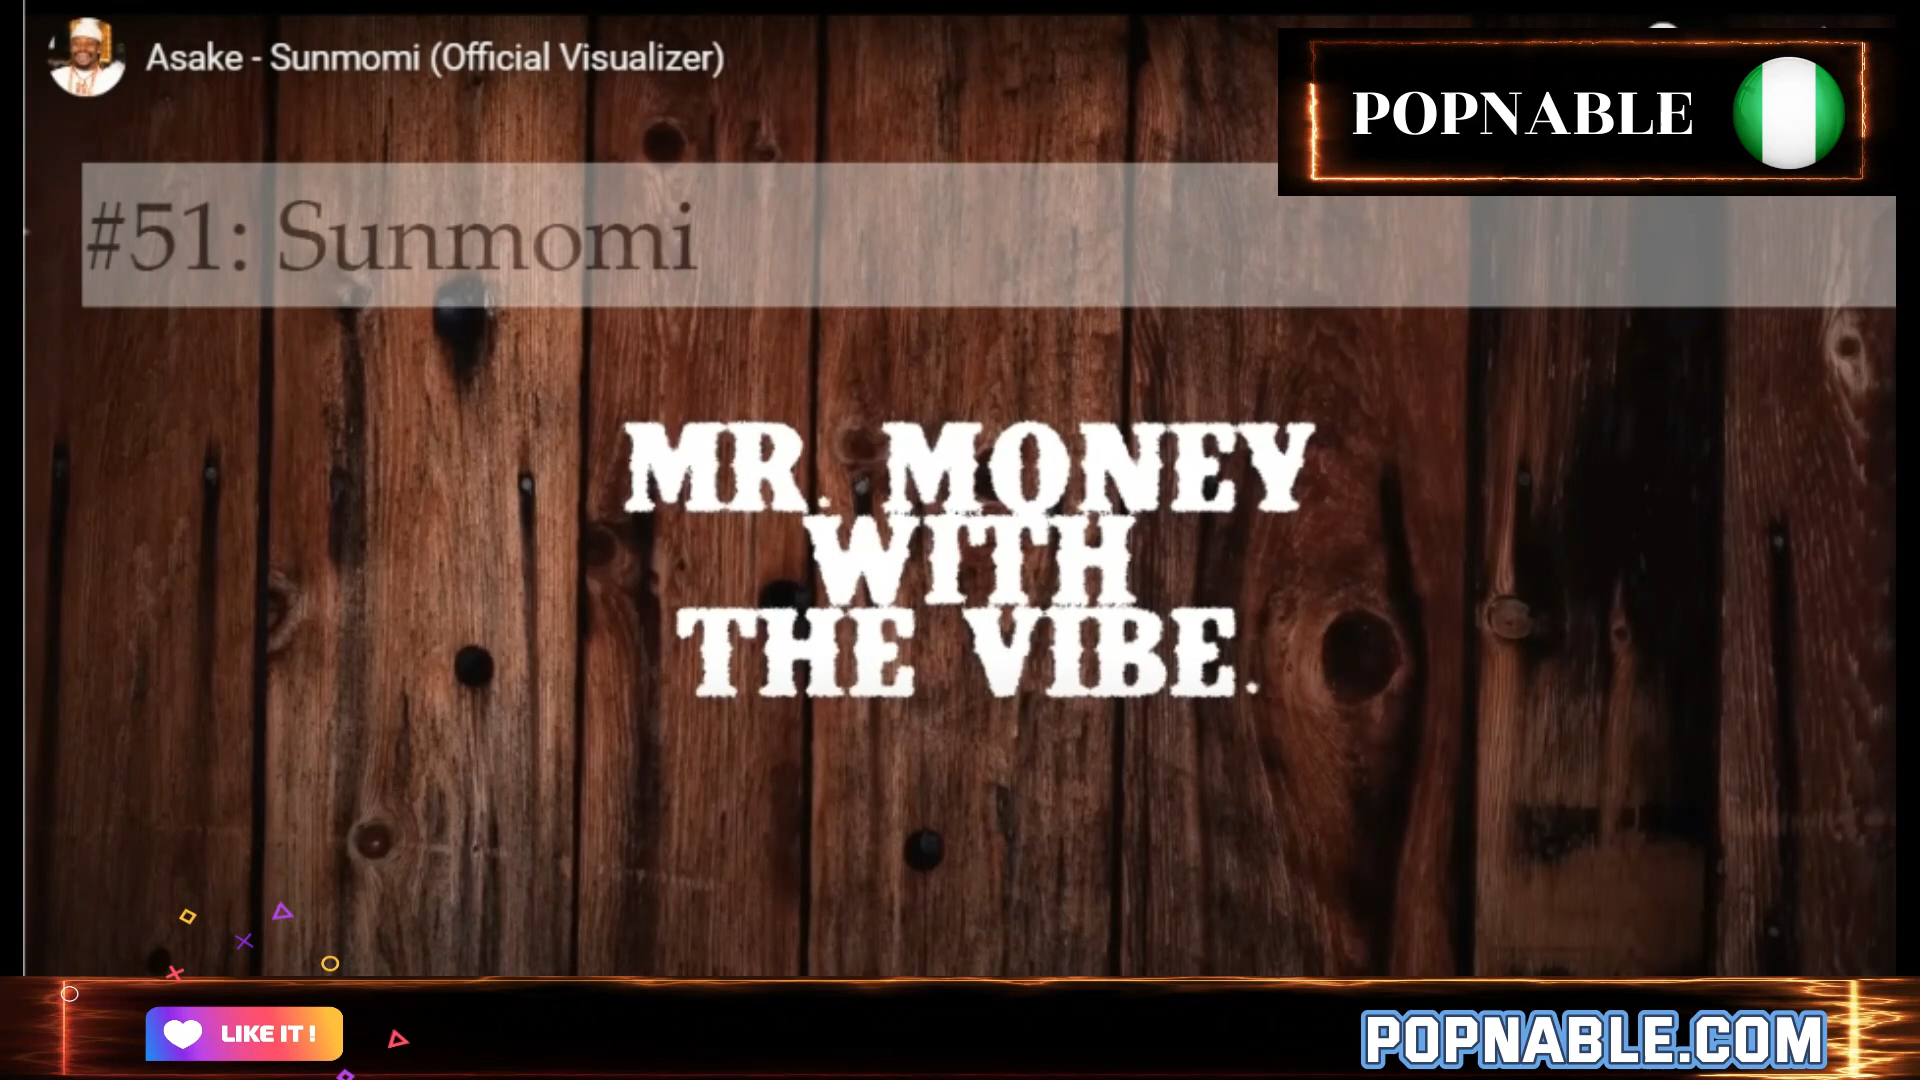 Asake - Sunmomi (Official Visualizer)
POPNABLE
#51: Sunmomi
MR. MONEY
WITH
THE VIBE.
LIKE IT !
POPNABLE.COM